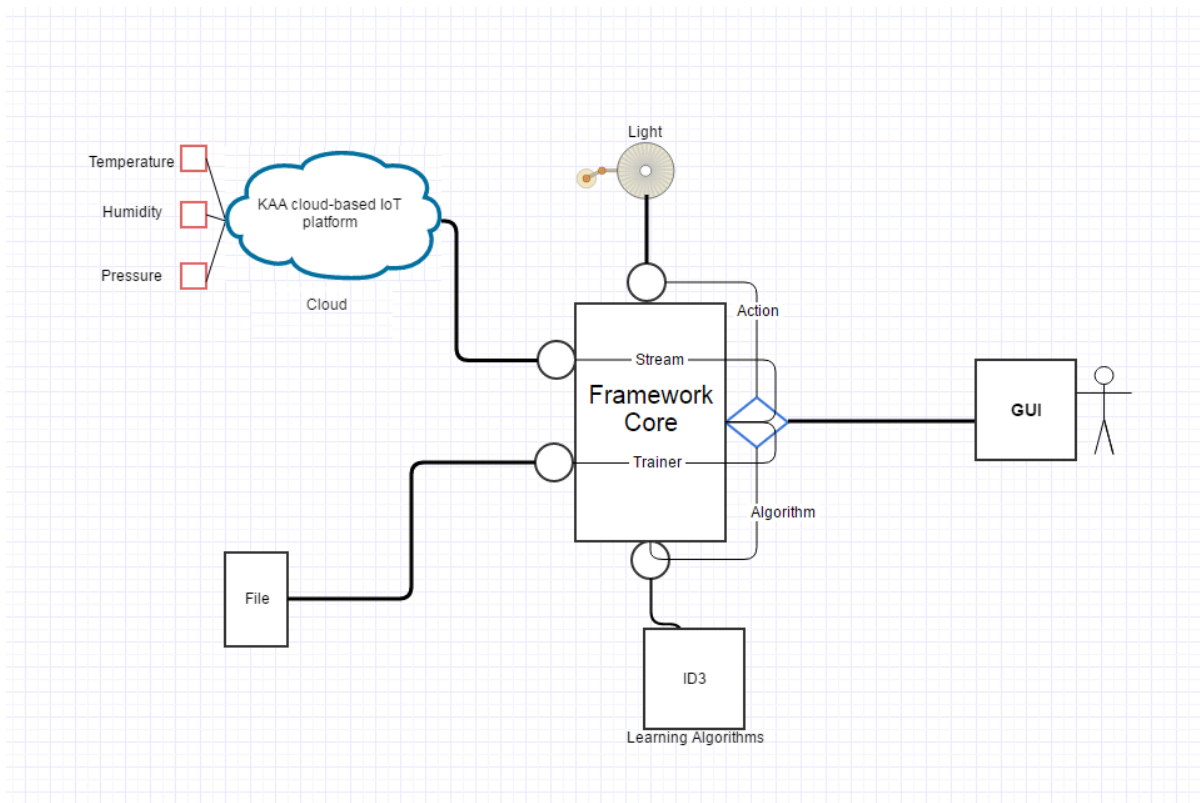 Light
Temperature
KAA cloud-based IoT
platform
Humidity
Pressure
Cloud
Action
Stream
Framework
Core
GUI
Trainer
Algorithm
File
ID3
Learning Algorithms